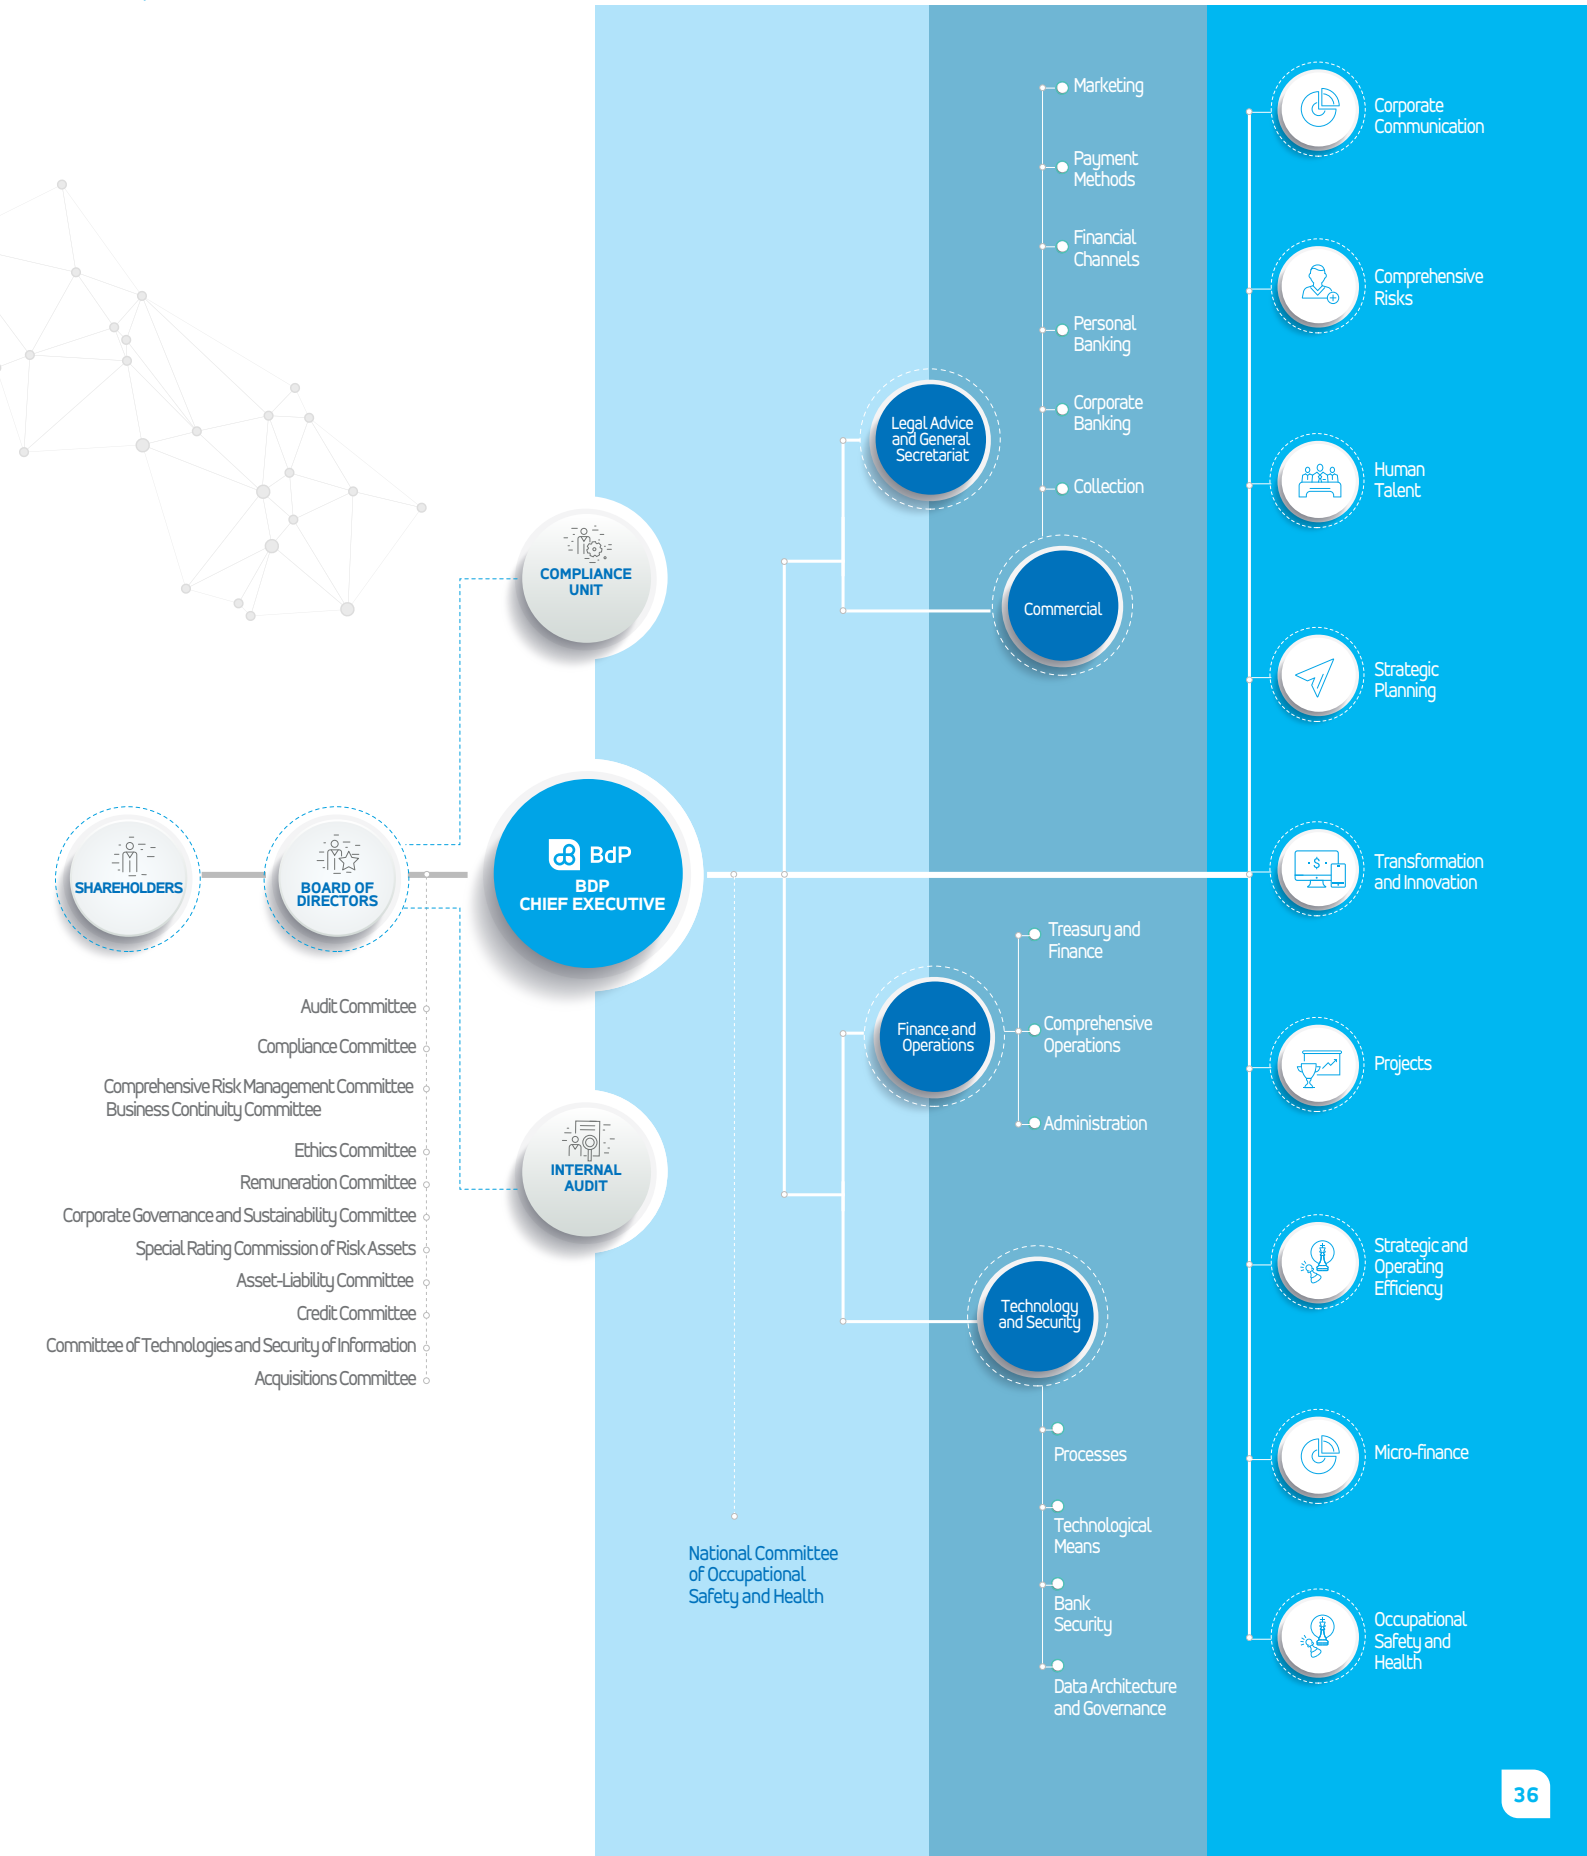 SHAREHOLDERS
BOARD OF
DIRECTORS
COMPLIANCE
UNIT
BdP
BDP
CHIEF EXECUTIVE
INTERNAL
AUDIT
Audit Committee
Compliance Committee
Comprehensive Risk Management Committee
Business Continuity Committee
Ethics Committee
Remuneration Committee
Corporate Governance and Sustainability Committee
Special Rating Commission of Risk Assets
Asset-Liability Committee
Credit Committee
Committee of Technologies and Security of Information
Acquisitions Committee
National Committee
of Occupational
Safety and Health
Legal Advice
and General
Secretariat
Commercial
Marketing
Payment
Methods
Financial
Channels
Personal
Banking
Corporate
Banking
Collection
Finance and
Operations
Treasury and
Finance
Comprehensive
Operations
Administration
Technology
and Security
Processes
Technological
Means
Bank
Security
Data Architecture
and Governance
Corporate
Communication
Comprehensive
Risks
Human
Talent
Strategic
Planning
$
Transformation
and Innovation
Projects
Strategic and
Operating
Efficiency
Micro-finance
Occupational
Safety and
Health
36